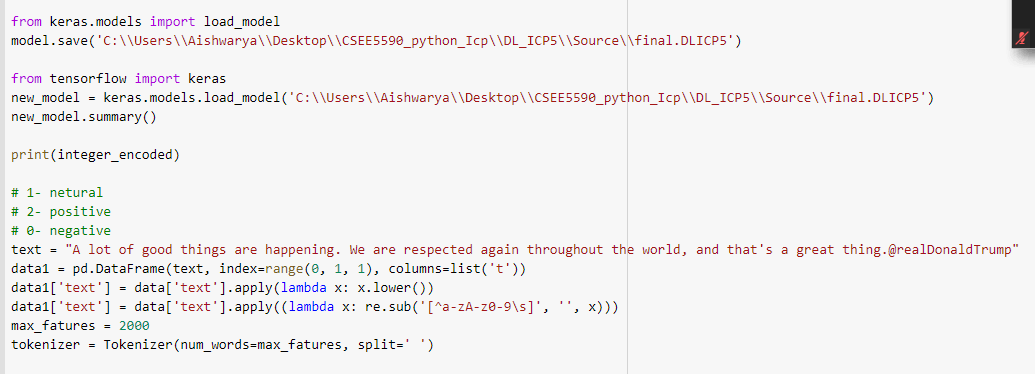 from keras.models import load_model
model.save('C:\\Users\\Aishwarya\\Desktop\\CSEE5590_python_Icp\\DL_ICP5\\Source\\final.DLICP5')
from tensorflow import keras
new_model = keras.models.load_model('C:\\Users\\Aishwarya\\Desktop\\CSEE5590_python_Icp\\DL_ICP5\\Source\\final.DLICP5')
new_model.summary()
print(integer_encoded)
# 1- netural
# 2- positive
# 0- negative
text = "A lot of good things are happening. We are respected again throughout the world, and that's a great thing.@realDonaldTrump"
data1 = pd.DataFrame(text, index=range(0, 1, 1), columns=list('t'))
data1['text'] = data['text'].apply(lambda x: x.lower())
data1['text'] = data['text'].apply((lambda x: re.sub('[^a-zA-z0-9\s]', '', x)))
max_fatures = 2000
tokenizer = Tokenizer(num_words=max_fatures, split=' ')